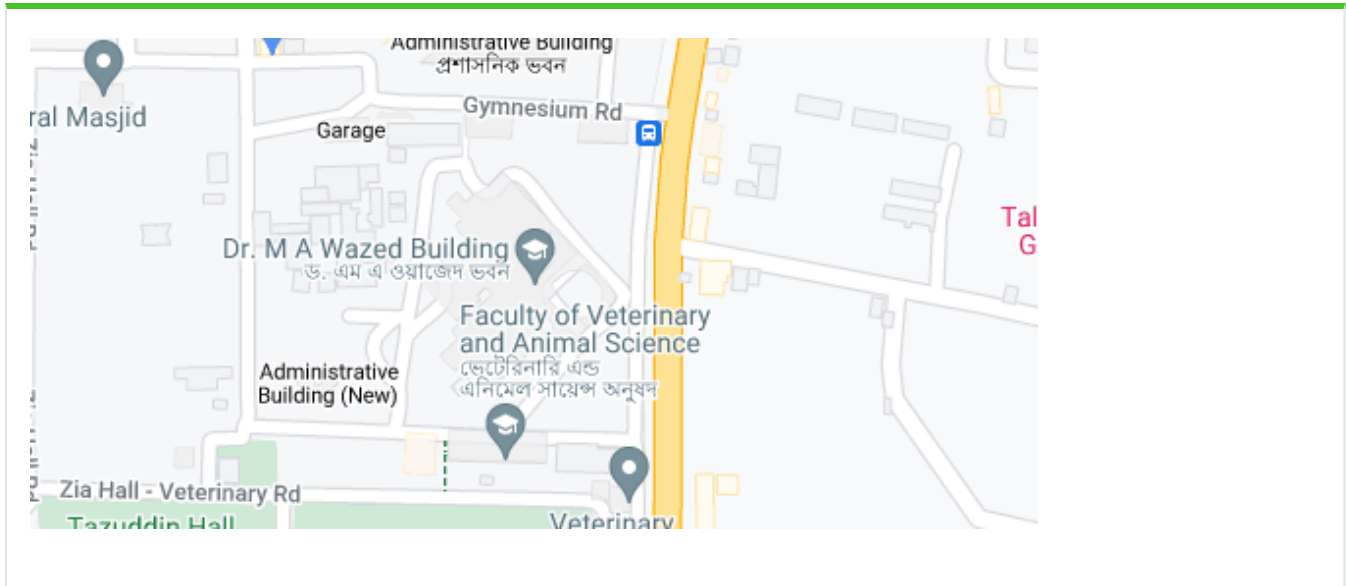 Administrative Building
প্রশাসনিক ভবন
Gymnesium Rd
ral Masjid
Garage
Tal
G
Dr. M A Wazed Building
ড. এম এ ওয়াজেদ ভবন
Faculty of Veterinary
and Animal Science
ভেটেরিনারি এন্ড
এনিমেল সায়েন্স অনুষদ
Administrative
Building (New)
Zia Hall - Veterinary Rd
Tazuddin Hall
Veterinary